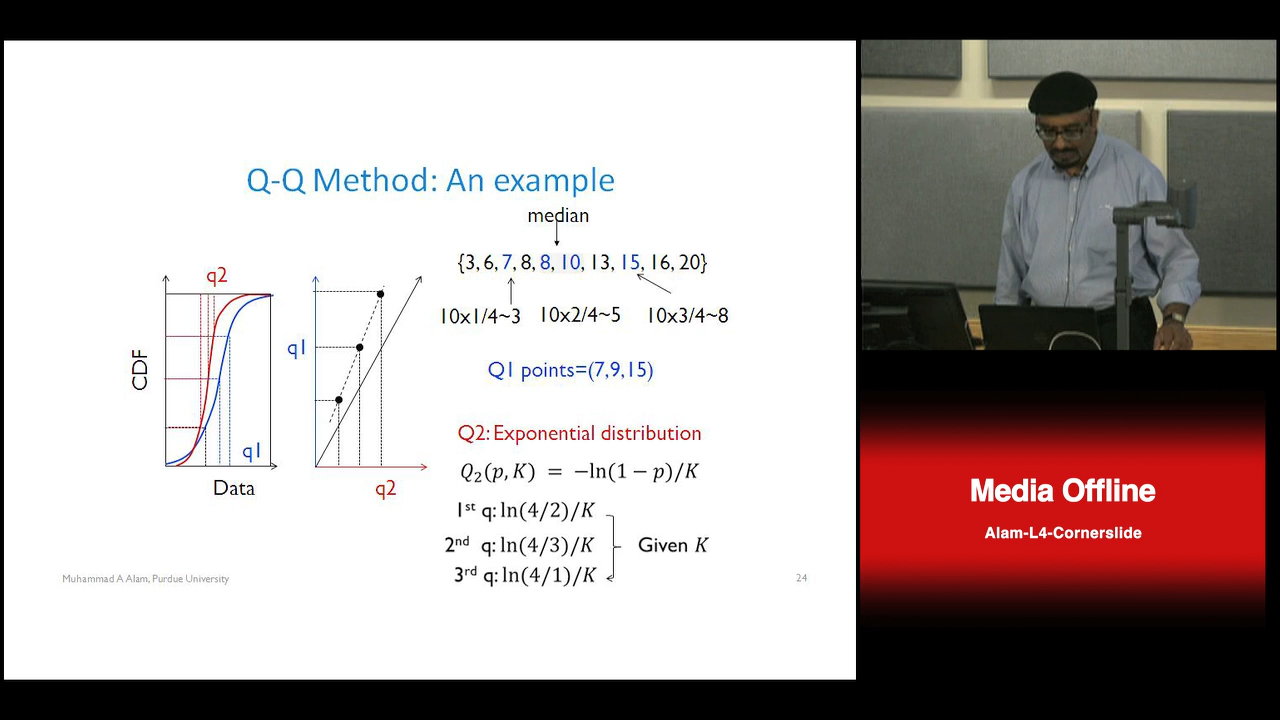 Q-Q Method: An example
median
{3, 6, 7, 8, 8, 10, 13, 15, 16, 20}
10x1/4~3 10x2/4~5 10x3/4~8
q2
CDF
q1
Data
q1
q2
Q1 points=(7,9,15)
Q2: Exponential distribution
Q₂(p, K) = −ln(1 − p)/K
1st q: ln(4/2)/K
2nd q: ln(4/3)/K
3rd q: ln(4/1)/K
Given K
Muhammad A Alam, Purdue University
24
Media Offline
Alam-L4-Cornerslide